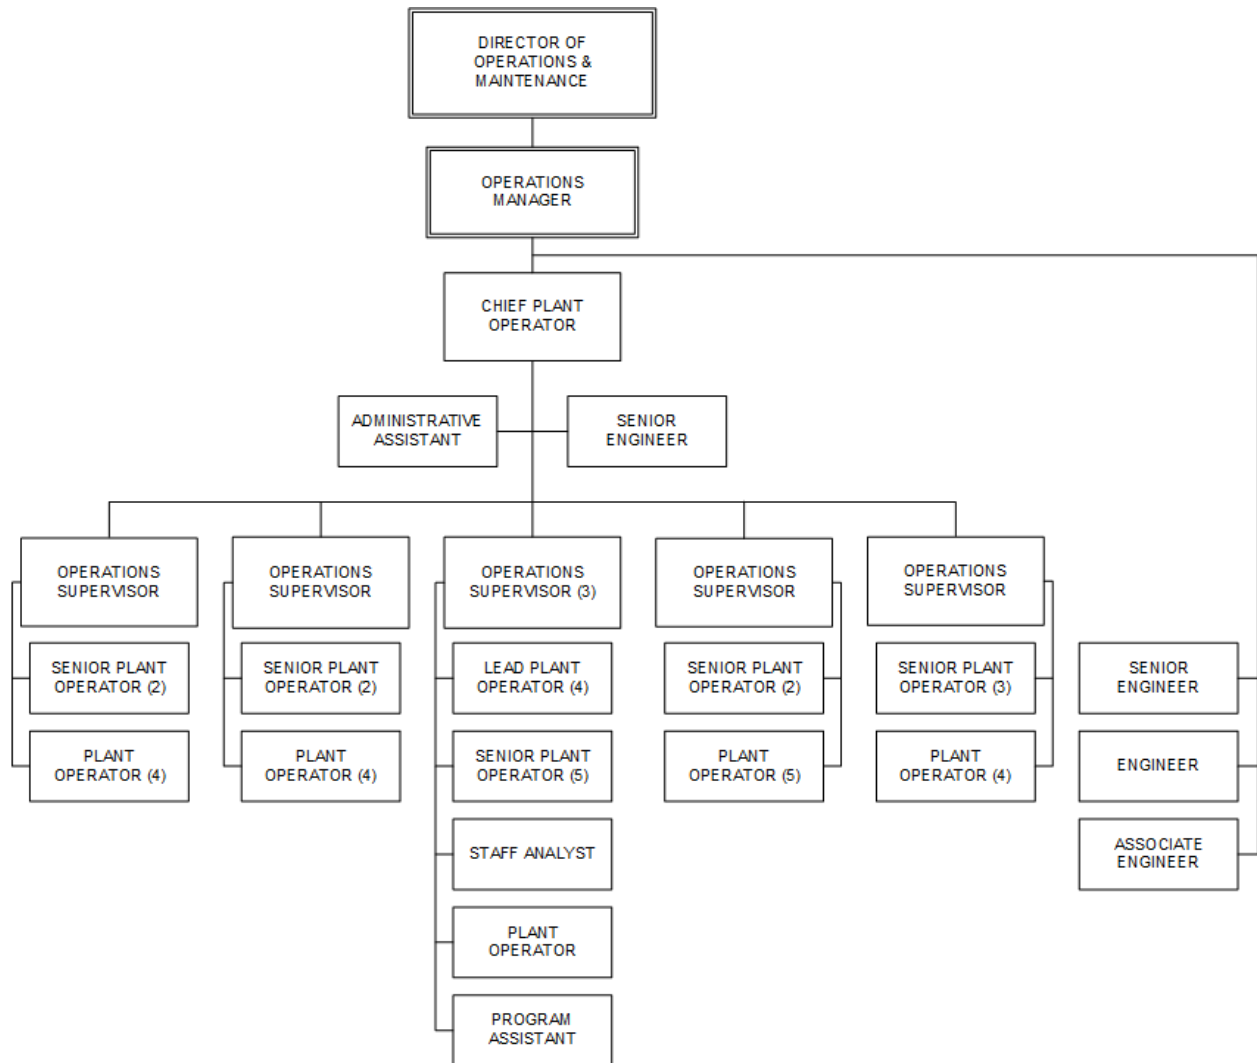 DIRECTOR OF
OPERATIONS &
MAINTENANCE
OPERATIONS
MANAGER
CHIEF PLANT
OPERATOR
ADMINISTRATIVE
ASSISTANT
SENIOR
ENGINEER
OPERATIONS
SUPERVISOR
OPERATIONS
SUPERVISOR
OPERATIONS
SUPERVISOR (3)
OPERATIONS
SUPERVISOR
OPERATIONS
SUPERVISOR
SENIOR PLANT
OPERATOR (2)
SENIOR PLANT
OPERATOR (2)
LEAD PLANT
OPERATOR (4)
SENIOR PLANT
OPERATOR (2)
SENIOR PLANT
OPERATOR (3)
SENIOR
ENGINEER
PLANT
OPERATOR (4)
PLANT
OPERATOR (4)
SENIOR PLANT
OPERATOR (5)
PLANT
OPERATOR (5)
PLANT
OPERATOR (4)
ENGINEER
STAFF ANALYST
ASSOCIATE
ENGINEER
PLANT
OPERATOR
PROGRAM
ASSISTANT